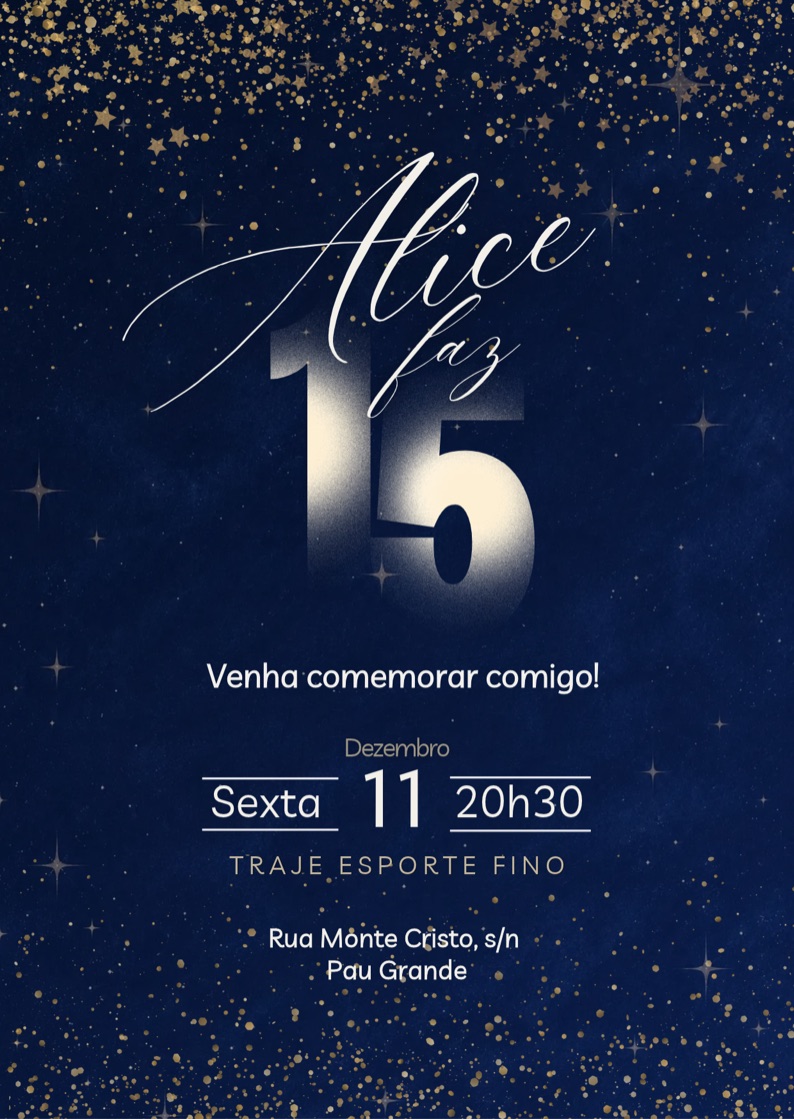 Alice
faz
15
Venha comemorar comigo!
Dezembro
Sexta 11 20h30
TRAJE ESPORTE FINO
Rua Monte Cristo, s/n
Pau Grande